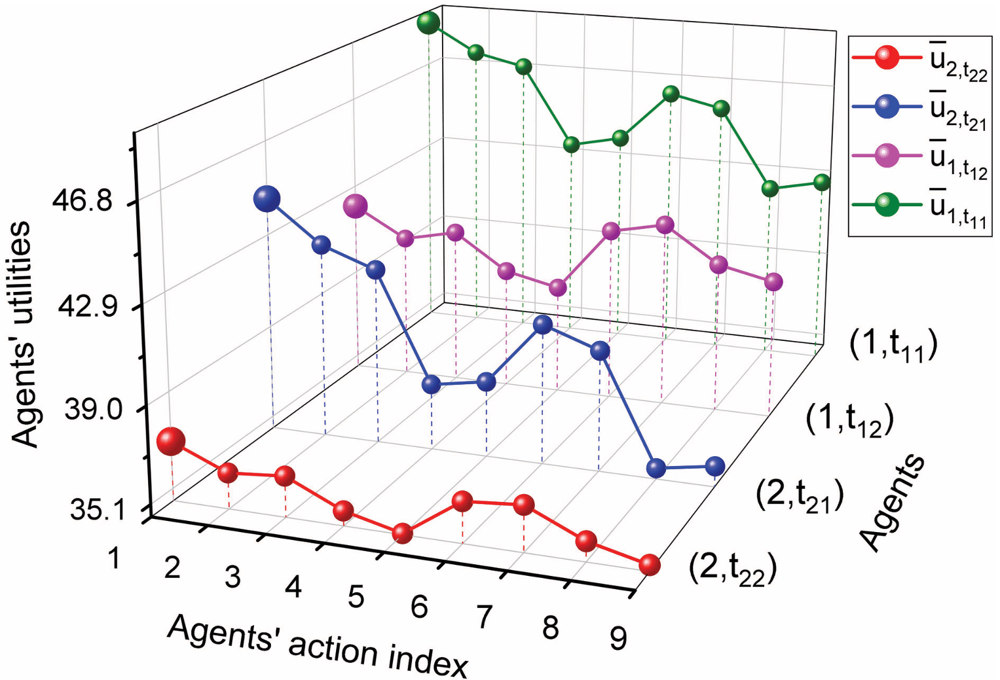 ū2,t22
ū2,t21
ū1,t12
ū1,t11
Agents' utilities
46.8
42.9
39.0
35.1
1 2 3 4 5 6 7 8 9
Agents' action index
(1,t11)
(1,t12)
(2,t21)
(2,t22)
Agents